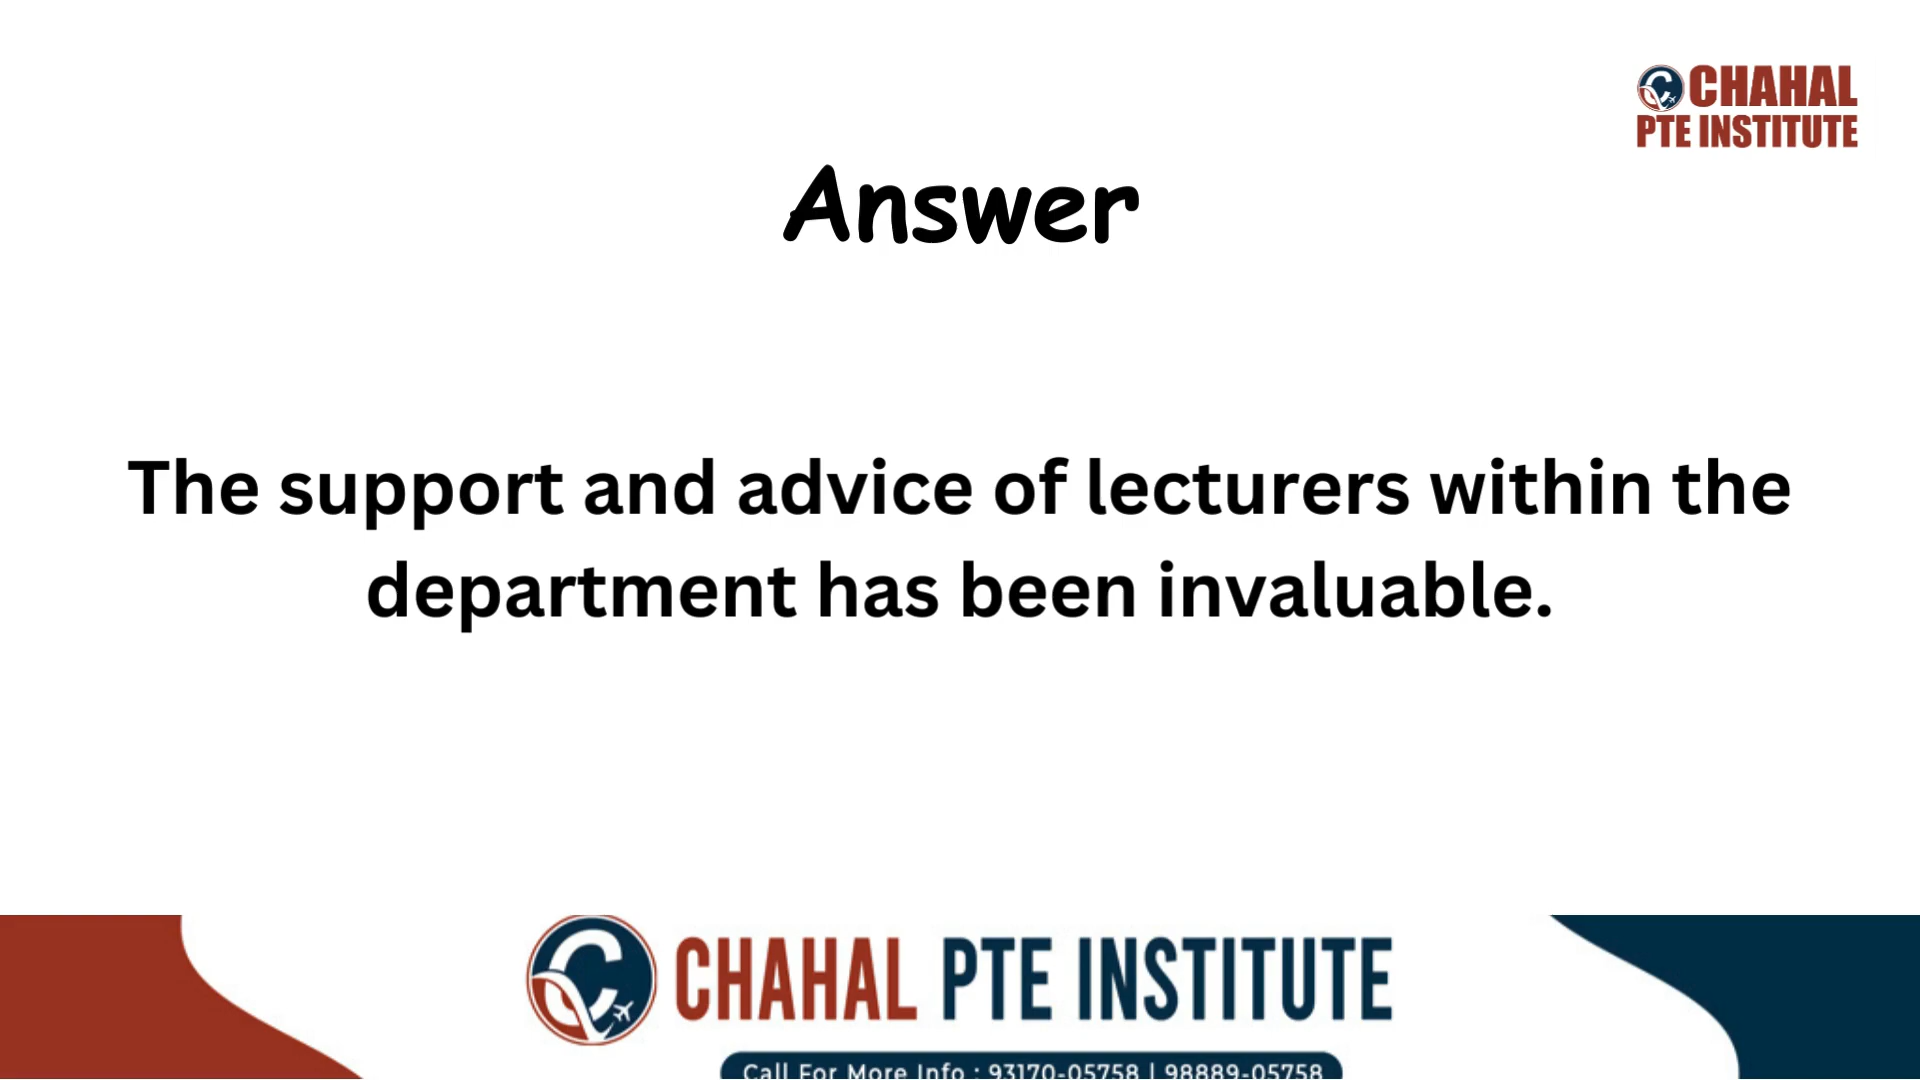 CHAHAL
PTE INSTITUTE
Answer
The support and advice of lecturers within the
department has been invaluable.
CHAHAL PTE INSTITUTE
Call For More Info : 93170-05758 | 98889-05758